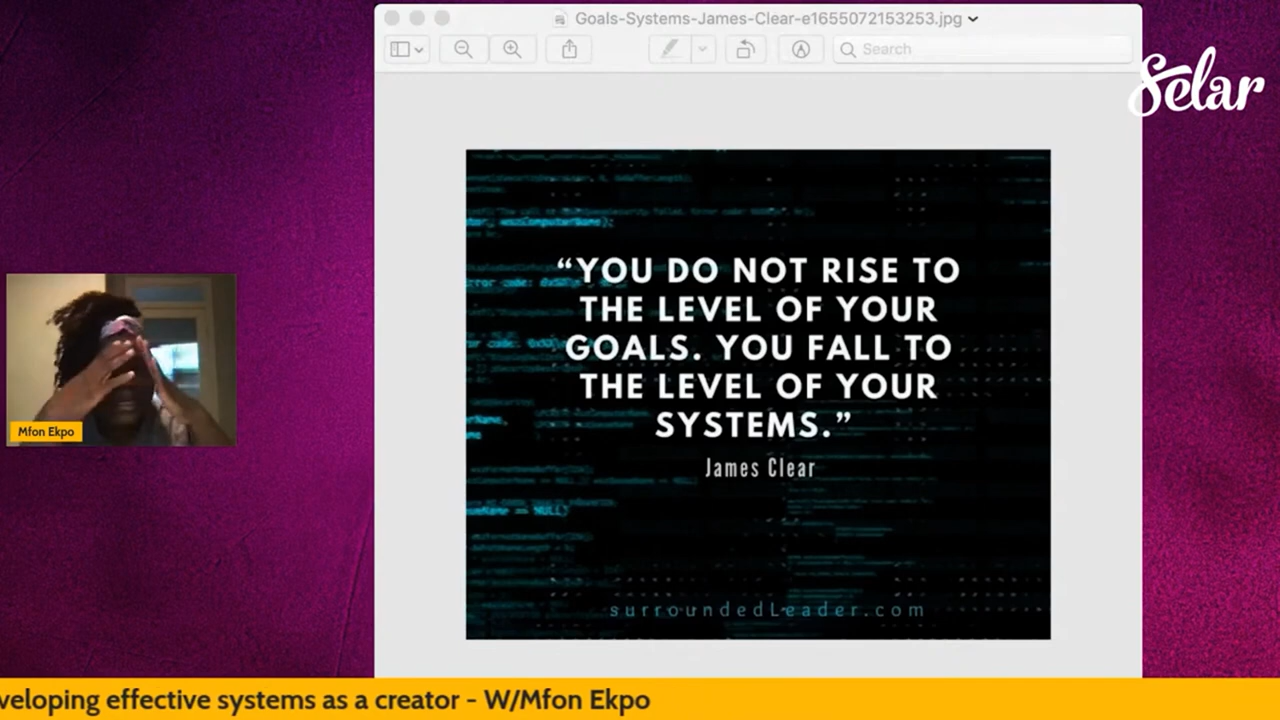 Goals-Systems-James-Clear-e1655072153253.jpg
Search
Selar
“YOU DO NOT RISE TO
THE LEVEL OF YOUR
GOALS. YOU FALL TO
THE LEVEL OF YOUR
SYSTEMS.”
James Clear
== NULL)
surroundedLeader.com
Mfon Ekpo
veloping effective systems as a creator - W/Mfon Ekpo